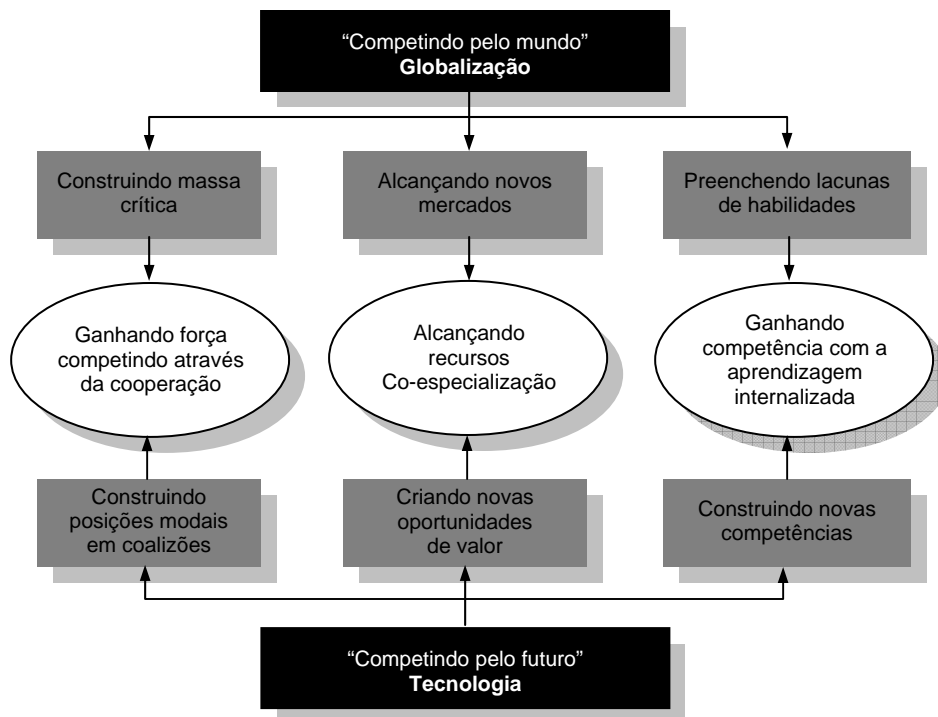 “Competindo pelo mundo”
Globalização
Construindo massa
crítica
Alcançando novos
mercados
Preenchendo lacunas
de habilidades
Ganhando força
competindo através
da cooperação
Alcançando
recursos
Co-especialização
Ganhando
competência com a
aprendizagem
internalizada
Construindo
posições modais
em coalizões
Criando novas
oportunidades
de valor
Construindo novas
competências
“Competindo pelo futuro”
Tecnologia